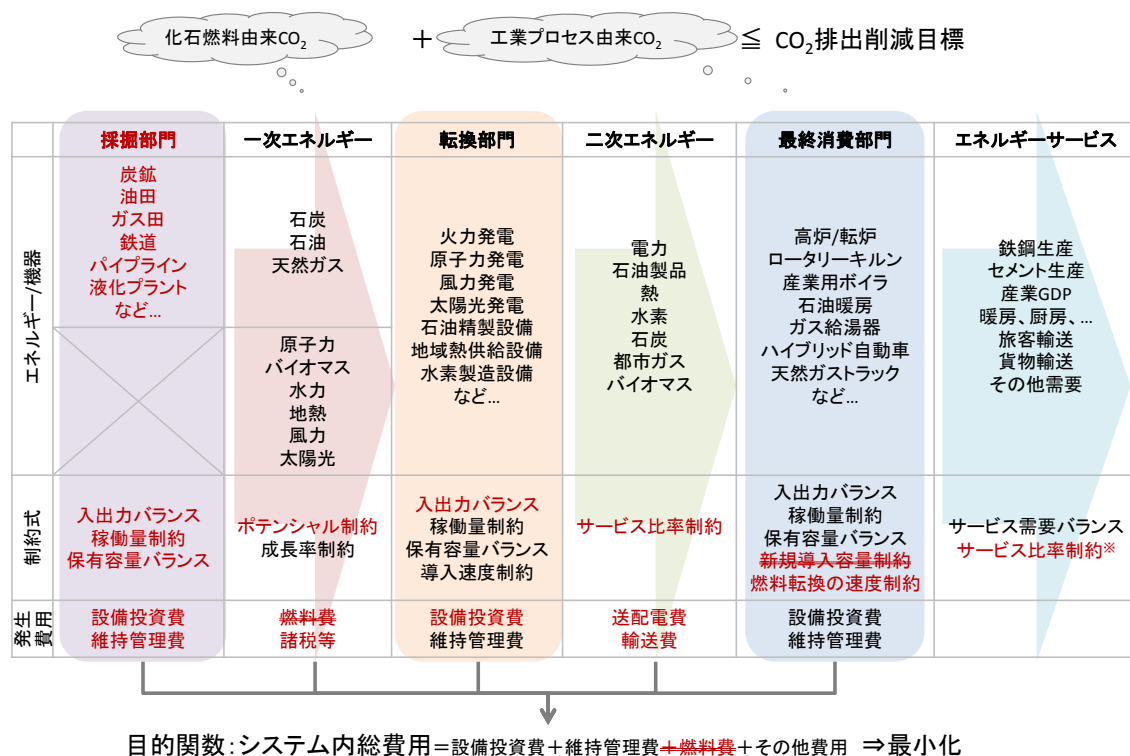 化石燃料由来CO2 + 工業プロセス由来CO2 ≦ CO2排出削減目標
採掘部門 一次エネルギー 転換部門 二次エネルギー 最終消費部門 エネルギーサービス
エネルギー/機器
炭鉱
油田
ガス田
鉄道
パイプライン
液化プラント
など…
石炭
石油
天然ガス
原子力
バイオマス
水力
地熱
風力
太陽光
火力発電
原子力発電
風力発電
太陽光発電
石油精製設備
地域熱供給設備
水素製造設備
など…
電力
石油製品
熱
水素
石炭
都市ガス
バイオマス
高炉/転炉
ロータリーキルン
産業用ボイラ
石油暖房
ガス給湯器
ハイブリッド自動車
天然ガストラック
など…
鉄鋼生産
セメント生産
産業GDP
暖房、厨房、…
旅客輸送
貨物輸送
その他需要
制約式
入出力バランス
稼働量制約
保有容量バランス
ポテンシャル制約
成長率制約
入出力バランス
稼働量制約
保有容量バランス
導入速度制約
サービス比率制約
入出力バランス
稼働量制約
保有容量バランス
新規導入容量制約
燃料転換の速度制約
サービス需要バランス
サービス比率制約※
発生
費用
設備投資費
維持管理費
燃料費
諸税等
設備投資費
維持管理費
送配電費
輸送費
設備投資費
維持管理費
目的関数:システム内総費用=設備投資費+維持管理費+燃料費+その他費用 ⇒最小化